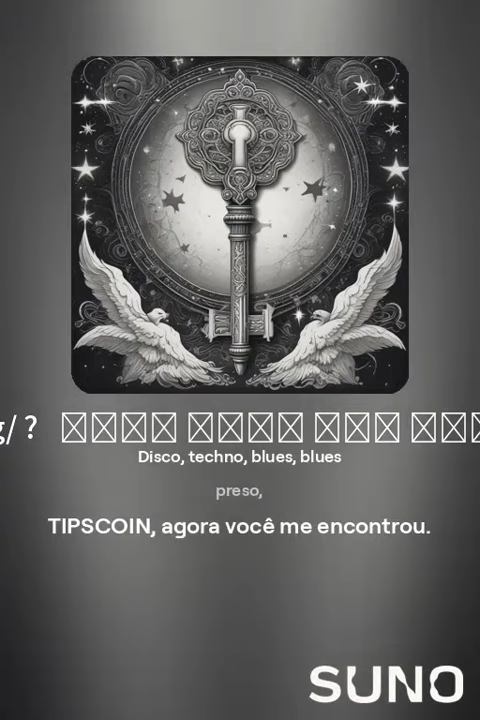 g/ ?
Disco, techno, blues, blues
preso,
TIPSCOIN, agora você me encontrou.
SUNO